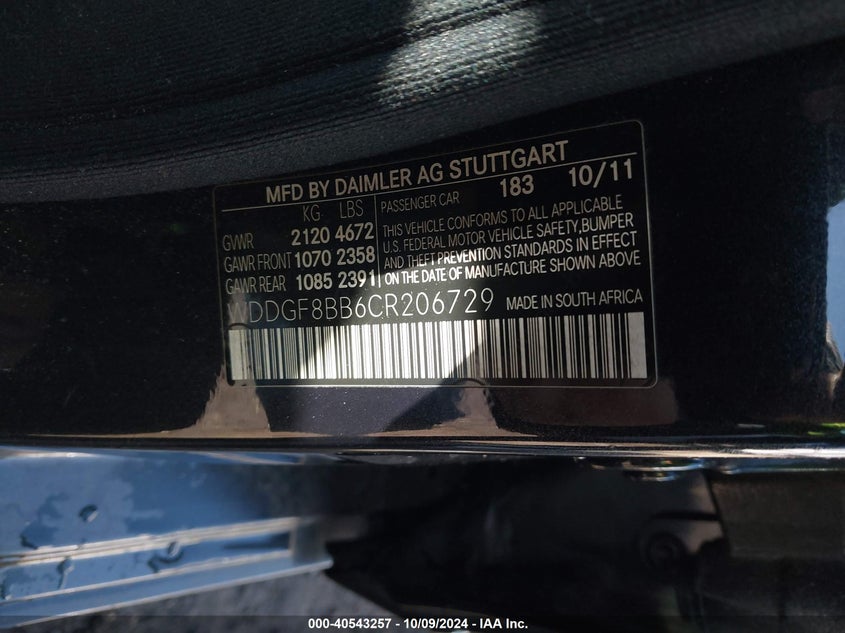 MFD BY DAIMLER AG STUTTGART
KG LBS
GVWR 2120 4672
GAWR FRONT 1070 2358
GAWR REAR 1085 2391
PASSENGER CAR 183 10/11
THIS VEHICLE CONFORMS TO ALL APPLICABLE
U.S. FEDERAL MOTOR VEHICLE SAFETY,BUMPER
AND THEFT PREVENTION STANDARDS IN EFFECT
ON THE DATE OF MANUFACTURE SHOWN ABOVE
WDDGF8BB6CR206729 MADE IN SOUTH AFRICA
000-40543257 - 10/09/2024 - IAA Inc.